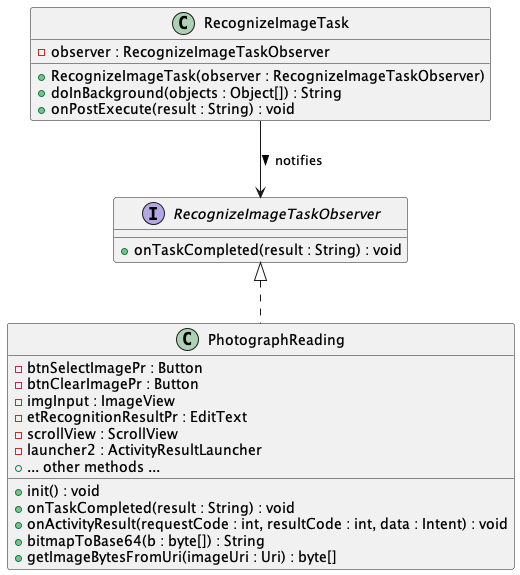 C RecognizeImageTask
observer : RecognizeImageTaskObserver
RecognizeImageTask(observer : RecognizeImageTaskObserver)
doInBackground(objects : Object[]) : String
onPostExecute(result : String) : void
notifies
I RecognizeImageTaskObserver
onTaskCompleted(result : String) : void
C PhotographReading
btnSelectImagePr : Button
btnClearImagePr : Button
imgInput : ImageView
etRecognitionResultPr : EditText
scrollView : ScrollView
launcher2 : ActivityResultLauncher
... other methods ...
init() : void
onTaskCompleted(result : String) : void
onActivityResult(requestCode : int, resultCode : int, data : Intent) : void
bitmapToBase64(b : byte[]) : String
getImageBytesFromUri(imageUri : Uri) : byte[]